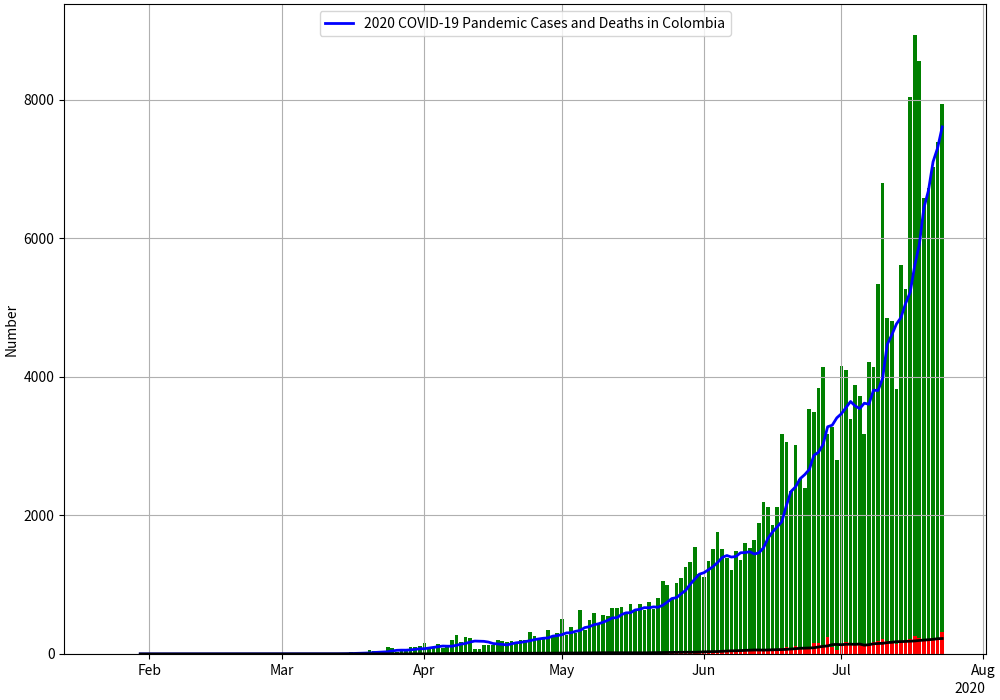 2020 COVID-19 Pandemic Cases and Deaths in Colombia
8000
6000
4000
2000
0
Number
Feb Mar Apr May Jun Jul Aug
2020